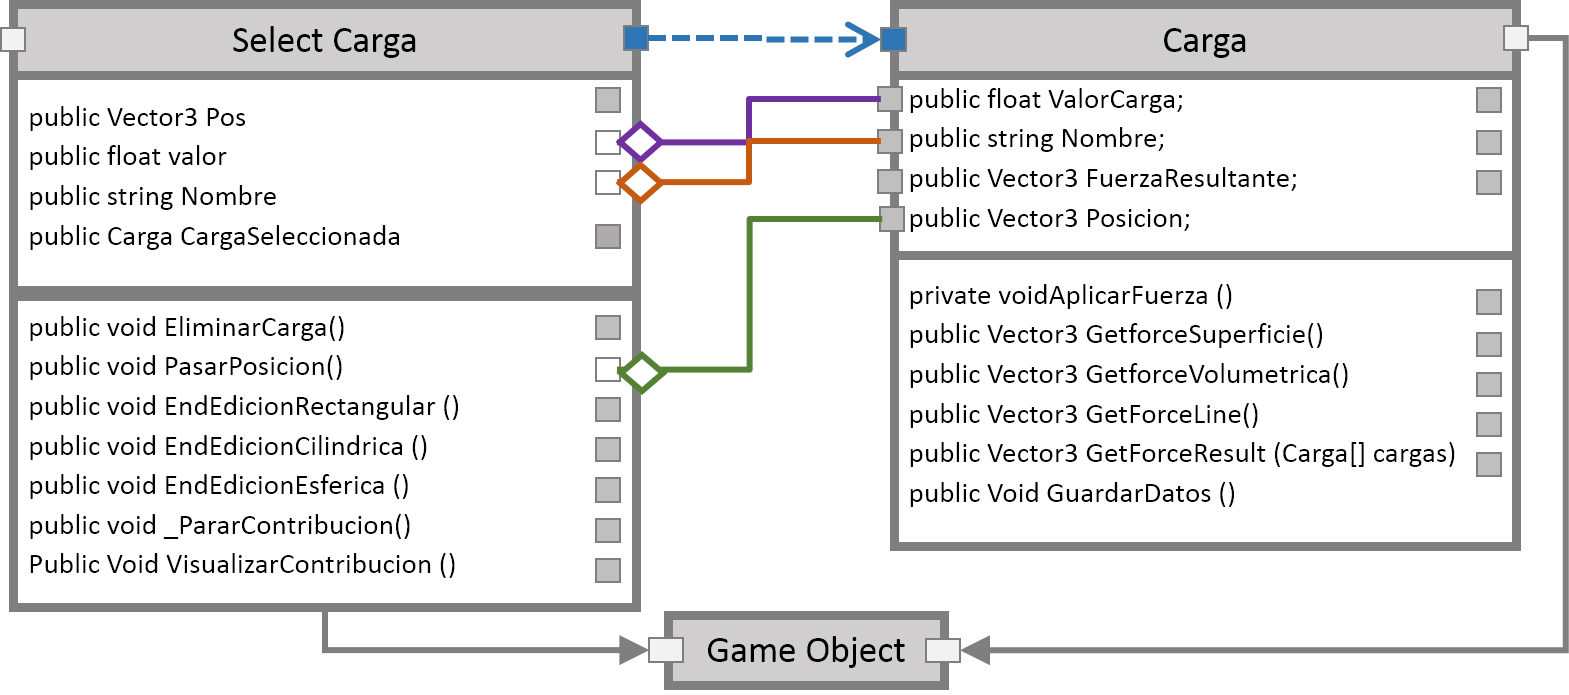 Select Carga
public Vector3 Pos
public float valor
public string Nombre
public Carga CargaSeleccionada
public void EliminarCarga()
public void PasarPosicion()
public void EndEdicionRectangular ()
public void EndEdicionCilindrica ()
public void EndEdicionEsferica ()
public void _PararContribucion()
Public Void VisualizarContribucion ()
Carga
public float ValorCarga;
public string Nombre;
public Vector3 FuerzaResultante;
public Vector3 Posicion;
private voidAplicarFuerza ()
public Vector3 GetforceSuperficie()
public Vector3 GetforceVolumetrica()
public Vector3 GetForceLine()
public Vector3 GetForceResult (Carga[] cargas)
public Void GuardarDatos ()
Game Object